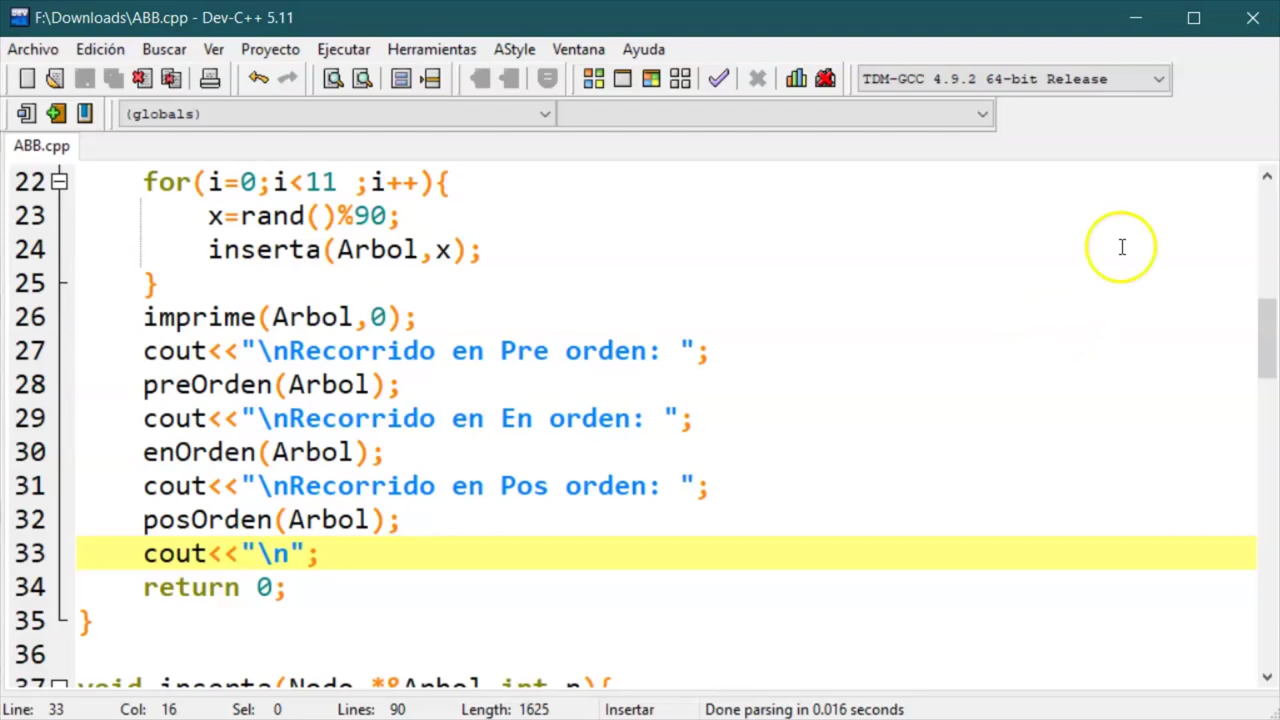 F:\Downloads\ABB.cpp - Dev-C++ 5.11
Archivo Edición Buscar Ver Proyecto Ejecutar Herramientas AStyle Ventana Ayuda
TDM-GCC 4.9.2 64-bit Release
(globals)
ABB.cpp
22 for(i=0;i<11 ;i++){
23 x=rand()%90;
24 inserta(Arbol,x);
25 }
26 imprime(Arbol,0);
27 cout<<"\nRecorrido en Pre orden: ";
28 preOrden(Arbol);
29 cout<<"\nRecorrido en En orden: ";
30 enOrden(Arbol);
31 cout<<"\nRecorrido en Pos orden: ";
32 posOrden(Arbol);
33 cout<<"\n";
34 return 0;
35 }
36
37 void inserta(Nodo *&Arbol,int n){
Line: 33 Col: 16 Sel: 0 Lines: 90 Length: 1625 Insertar Done parsing in 0.016 seconds